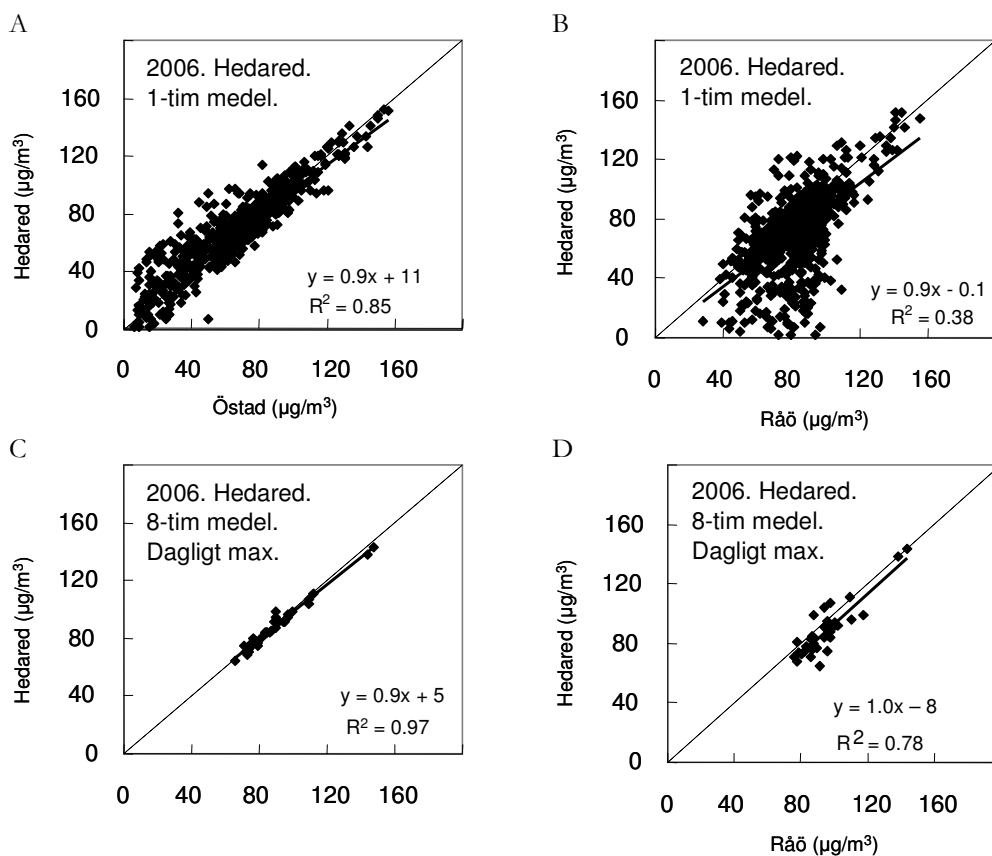 A
2006. Hedared.
1-tim medel.
Hedared (µg/m³)
160
120
80
40
0
y = 0.9x + 11
R² = 0.85
0 40 80 120 160
Östad (µg/m³)
B
2006. Hedared.
1-tim medel.
Hedared (µg/m³)
160
120
80
40
0
y = 0.9x - 0.1
R² = 0.38
0 40 80 120 160
Råö (µg/m³)
C
2006. Hedared.
8-tim medel.
Dagligt max.
Hedared (µg/m³)
160
120
80
40
0
y = 0.9x + 5
R² = 0.97
0 40 80 120 160
D
2006. Hedared.
8-tim medel.
Dagligt max.
Hedared (µg/m³)
160
120
80
40
0
y = 1.0x – 8
R² = 0.78
0 40 80 120 160
Råö (µg/m³)